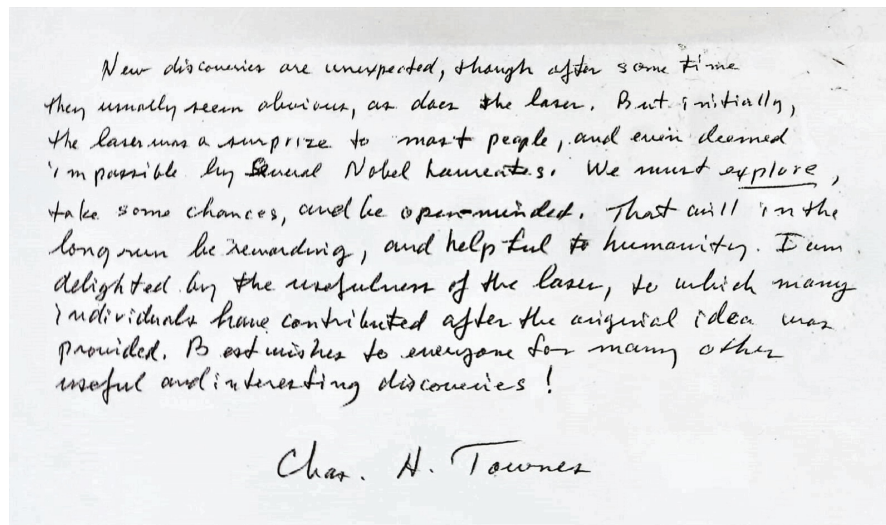 New discoveries are unexpected, though after some time
they usually seem obvious, as does the laser. But initially,
the laser was a surprize to most people, and even deemed
impossible by several Nobel Laureates. We must explore,
take some chances, and be open-minded. That will in the
long run be rewarding, and helpful to humanity. I am
delighted by the usefulness of the laser, to which many
individuals have contributed after the original idea was
provided. Best wishes to everyone for many other
useful and interesting discoveries!
Chas. H. Townes